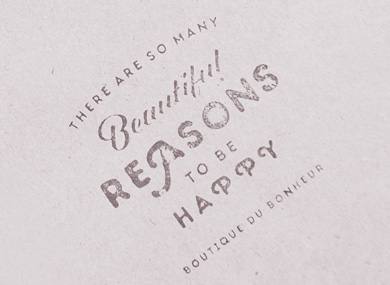 THERE ARE SO MANY
Beautiful
REASONS
TO BE
HAPPY
BOUTIQUE DU BONHEUR